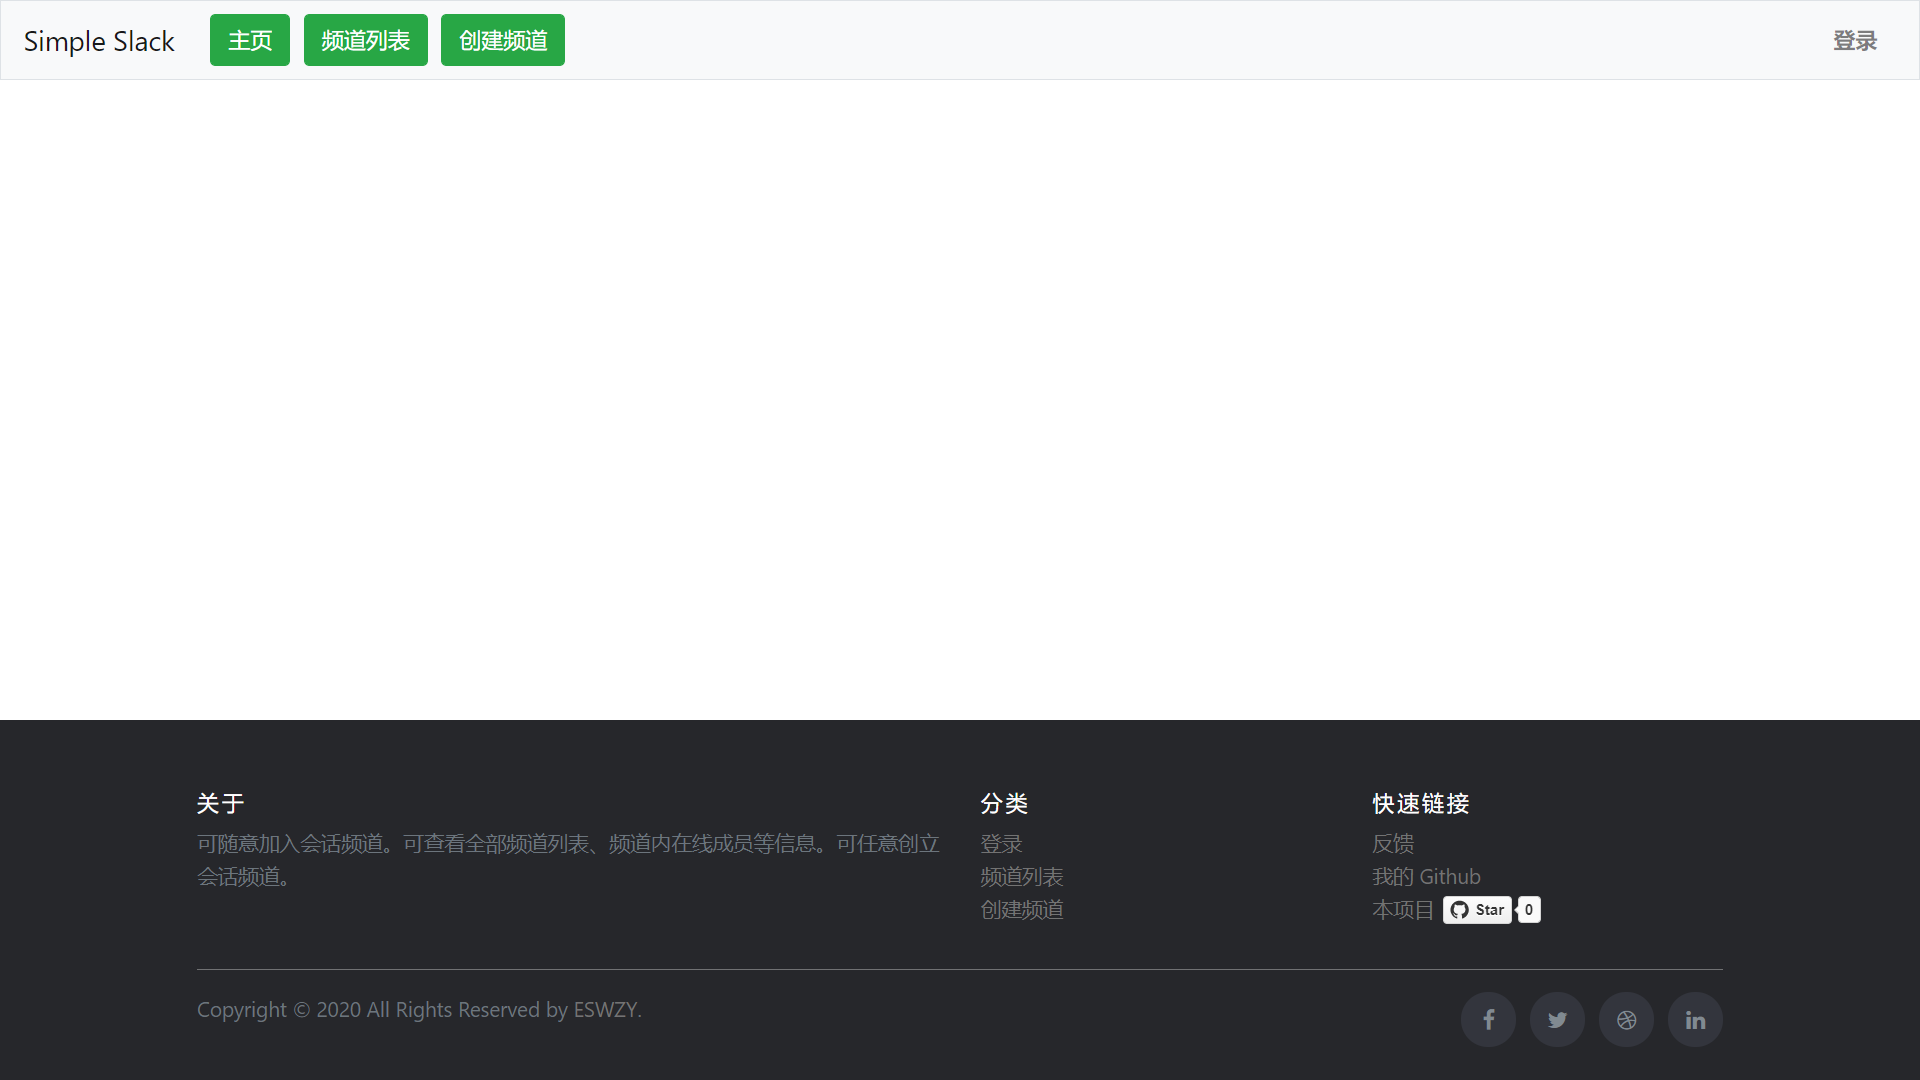 Simple Slack 主页 频道列表 创建频道 登录
关于
可随意加入会话频道。可查看全部频道列表、频道内在线成员等信息。可任意创立
会话频道。
分类
登录
频道列表
创建频道
快速链接
反馈
我的 Github
本项目 Star 0
Copyright © 2020 All Rights Reserved by ESWZY.